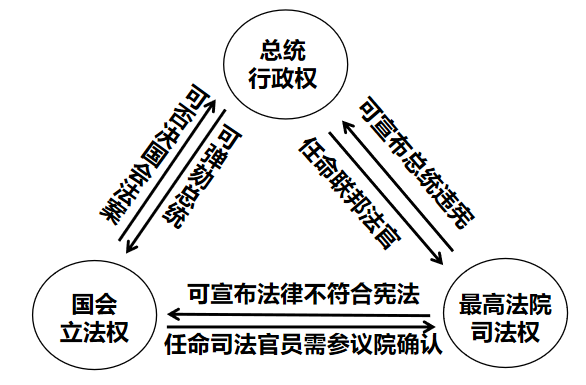 总统
行政权
可否决国会法案
可弹劾总统
可宣布总统违宪
任命联邦法官
国会
立法权
可宣布法律不符合宪法
任命司法官员需参议院确认
最高法院
司法权